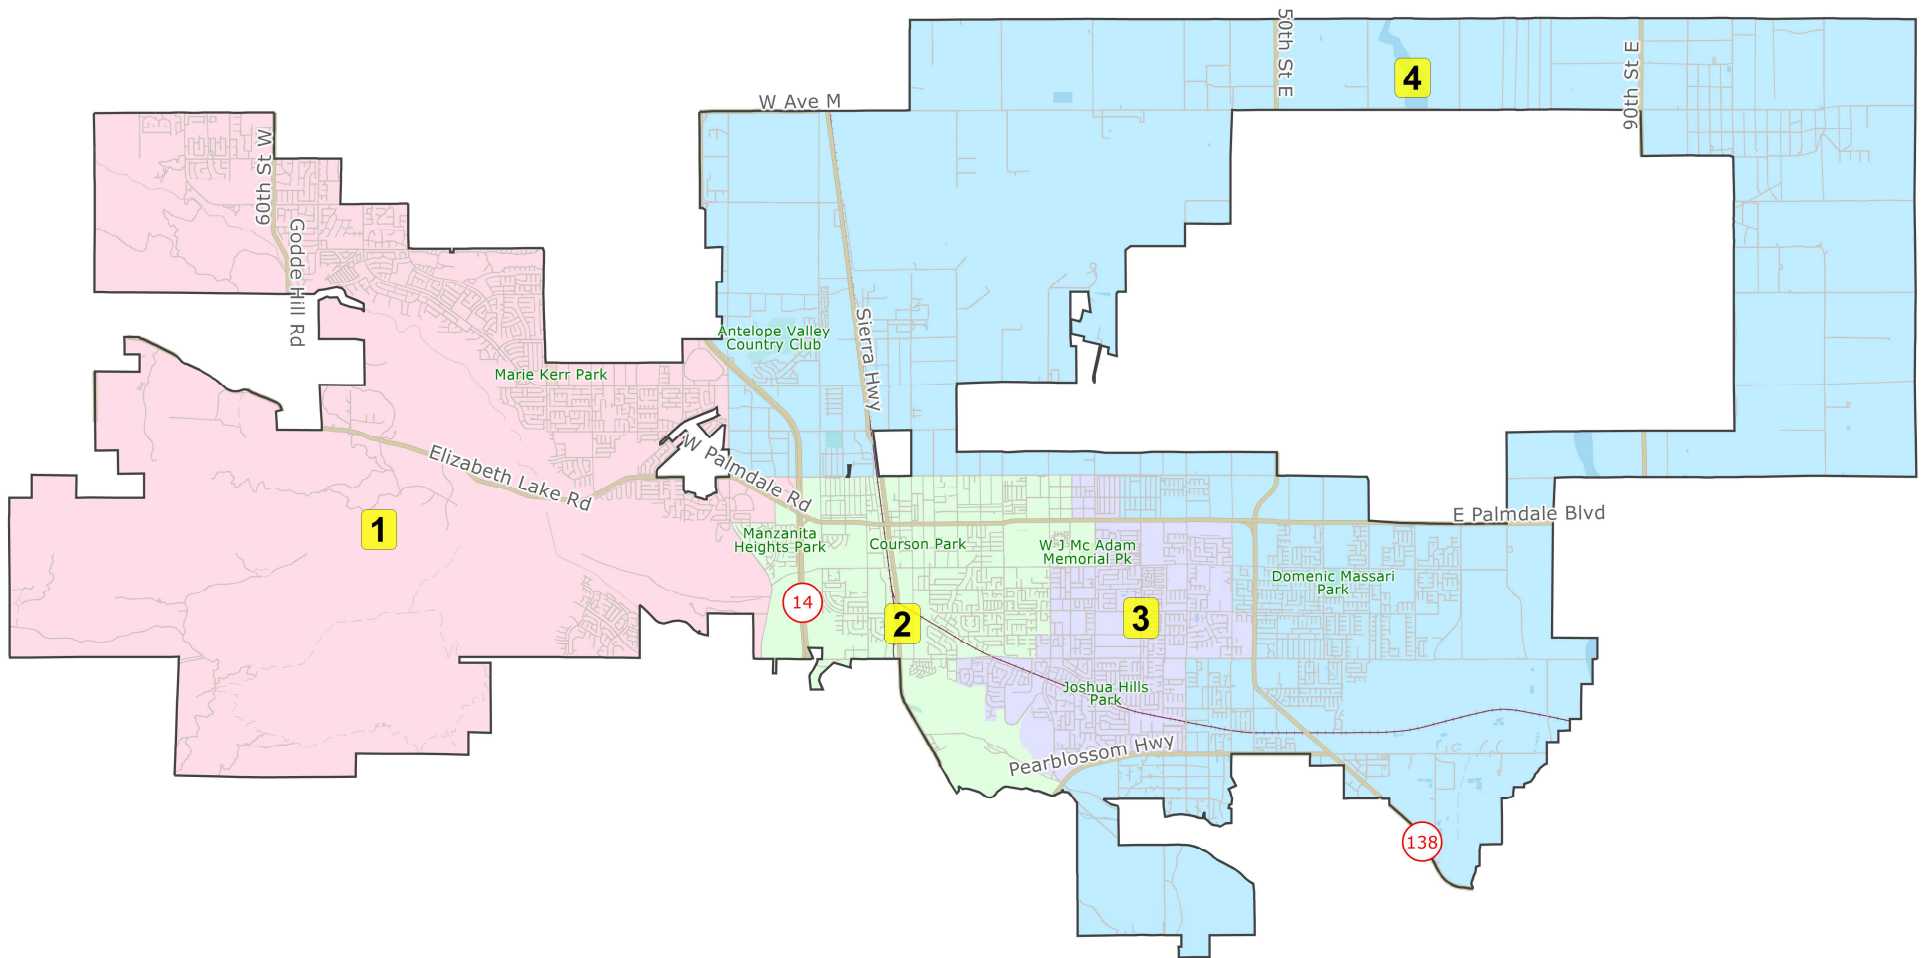 50th St E
4
90th St E
W Ave M
60th St W
Godde Hill Rd
Sierra Hwy
Antelope Valley
Country Club
Marie Kerr Park
W Palmdale Rd
Elizabeth Lake Rd
1
E Palmdale Blvd
Manzanita
Heights Park
Courson Park
W J Mc Adam
Memorial Pk
Domenic Massari
Park
14
2
3
Joshua Hills
Park
Pearblossom Hwy
138